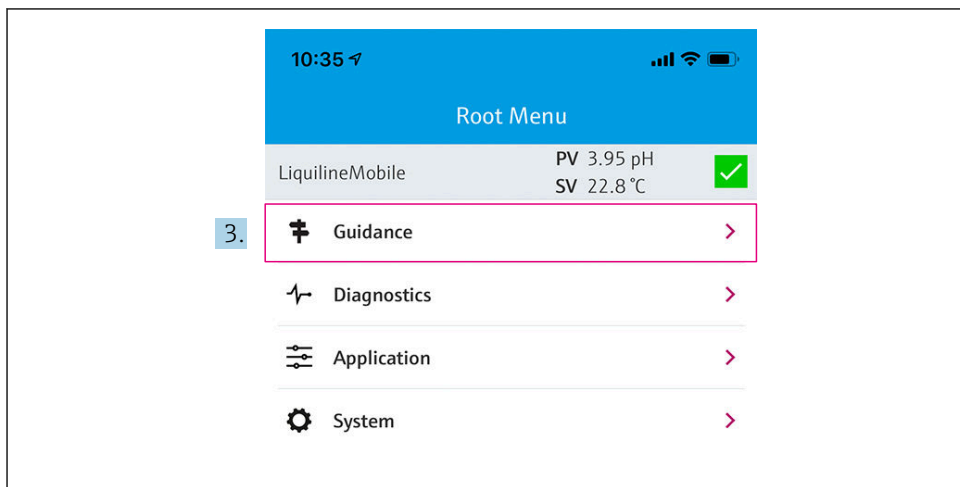 10:35
Root Menu
LiquilineMobile
PV 3.95 pH
SV 22.8 °C
3.
Guidance
Diagnostics
Application
System